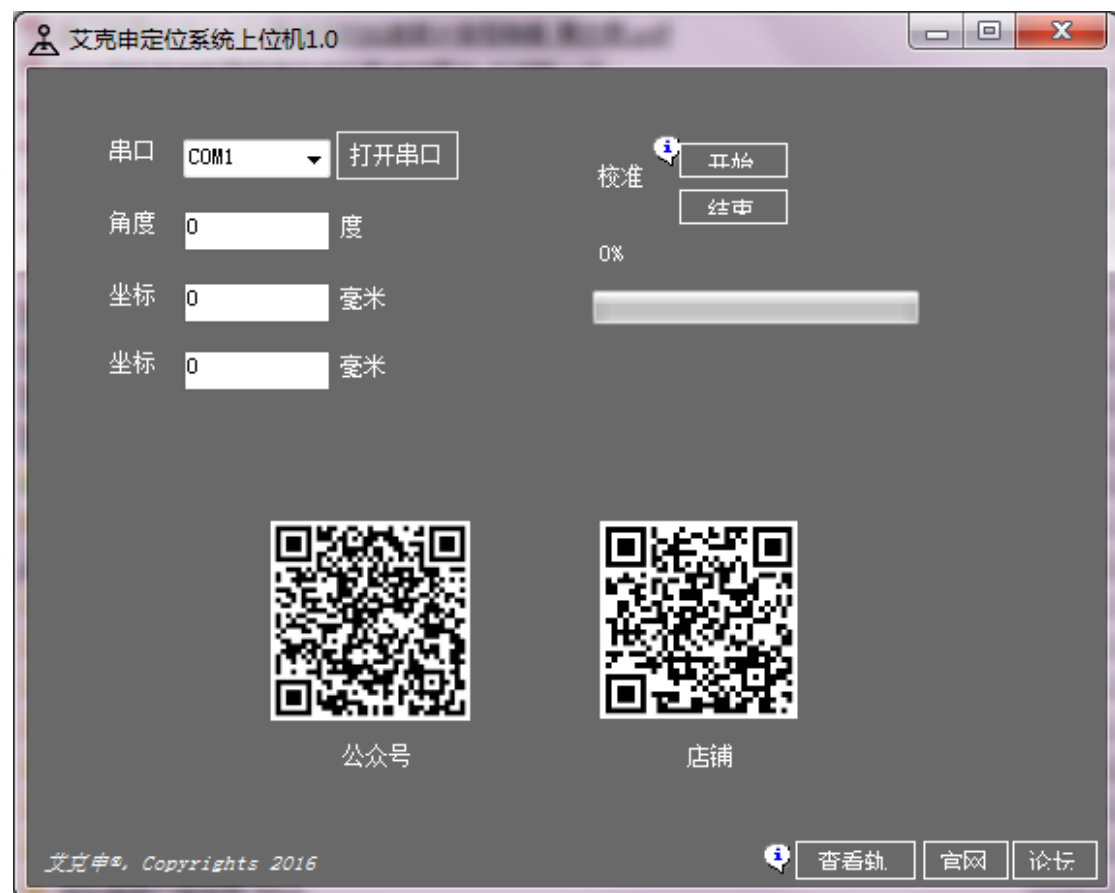 艾克申定位系统上位机1.0
串口 COM1 打开串口
角度 0 度
坐标 0 毫米
坐标 0 毫米
校准 开始
结束
0%
公众号 店铺
艾克申®, Copyrights 2016
查看轨 官网 论坛